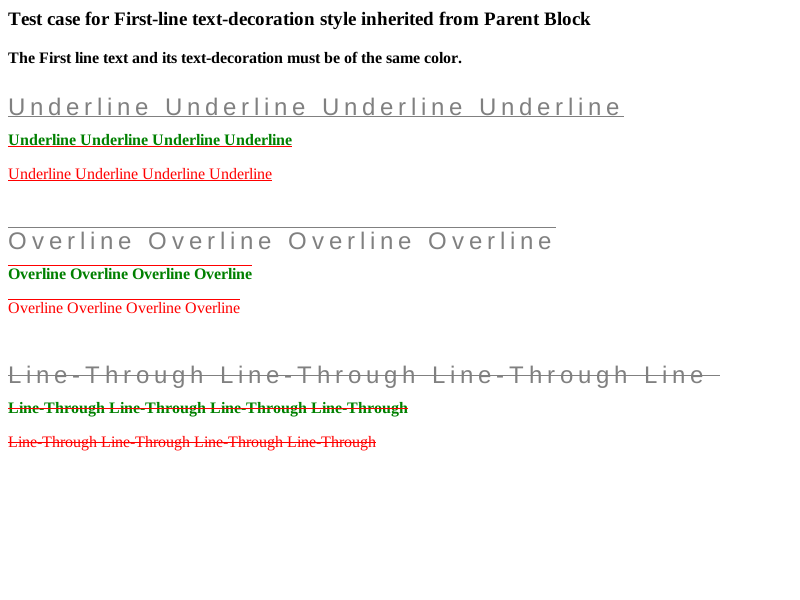 Test case for First-line text-decoration style inherited from Parent Block
The First line text and its text-decoration must be of the same color.
Underline Underline Underline Underline
Underline Underline Underline Underline
Underline Underline Underline Underline
Overline Overline Overline Overline
Overline Overline Overline Overline
Overline Overline Overline Overline
Line-Through Line-Through Line-Through Line
Line-Through Line-Through Line-Through Line-Through
Line-Through Line-Through Line-Through Line-Through